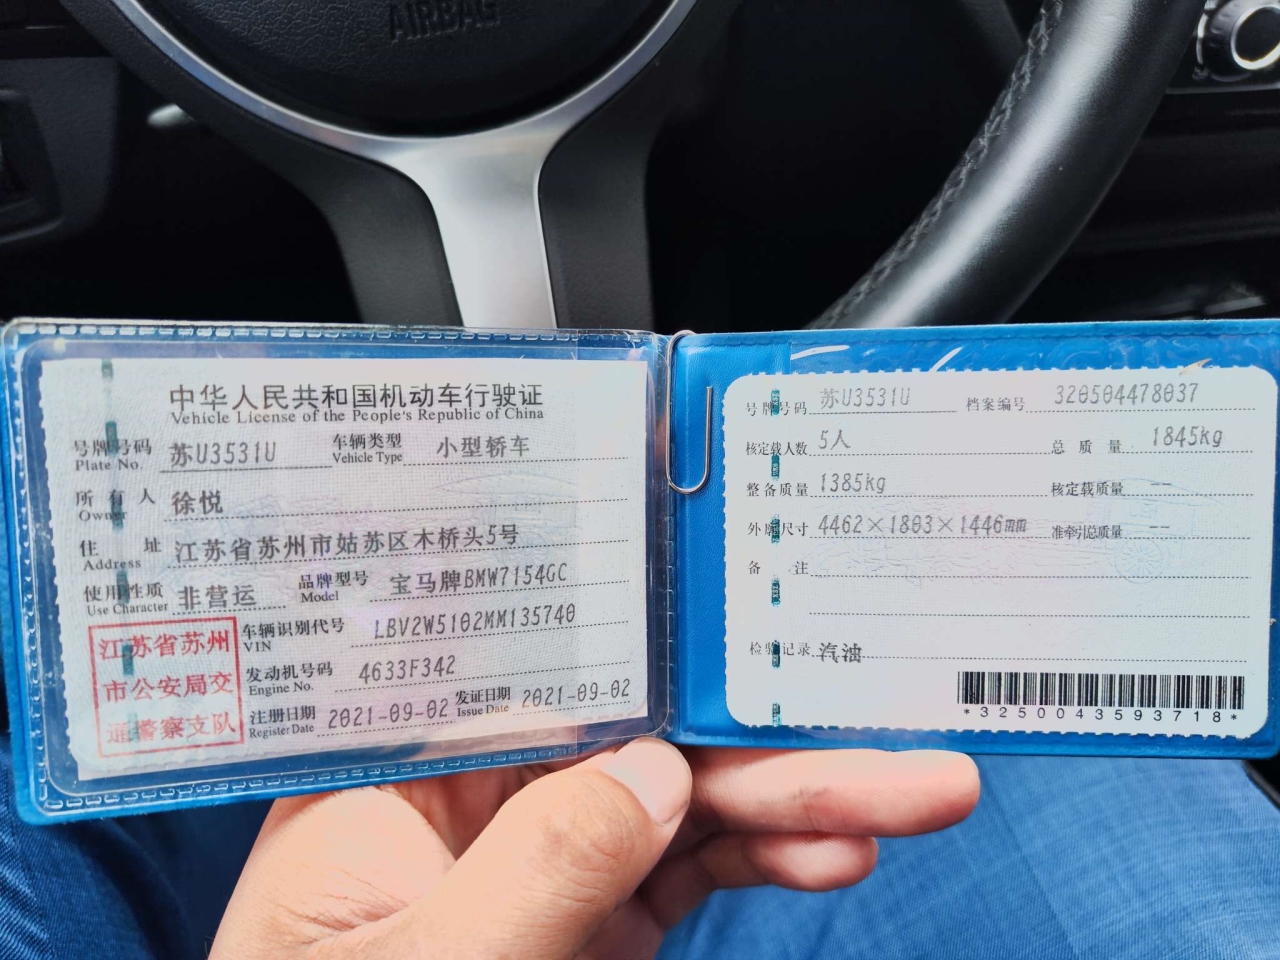 AIRBAG
中华人民共和国机动车行驶证
Vehicle License of the People's Republic of China
号牌号码 苏U3531U 车辆类型 小型轿车
Plate No. Vehicle Type
所有人 徐悦
Owner
住址 江苏省苏州市姑苏区木桥头5号
Address
使用性质 非营运 品牌型号 宝马牌BMW7154GC
Use Character Model
车辆识别代号 LBV2W5102MM135740
VIN
发动机号码 4633F342
Engine No.
注册日期 2021-09-02 发证日期 2021-09-02
Register Date Issue Date
江苏省苏州
市公安局交
通警察支队
号牌号码 苏U3531U 档案编号 320504478037
核定载人数 5人 总质量 1845kg
整备质量 1385kg 核定载质量 --
外廓尺寸 4462×1803×1446mm 准牵引总质量 --
备注
检验记录 汽油
*3250043593718*